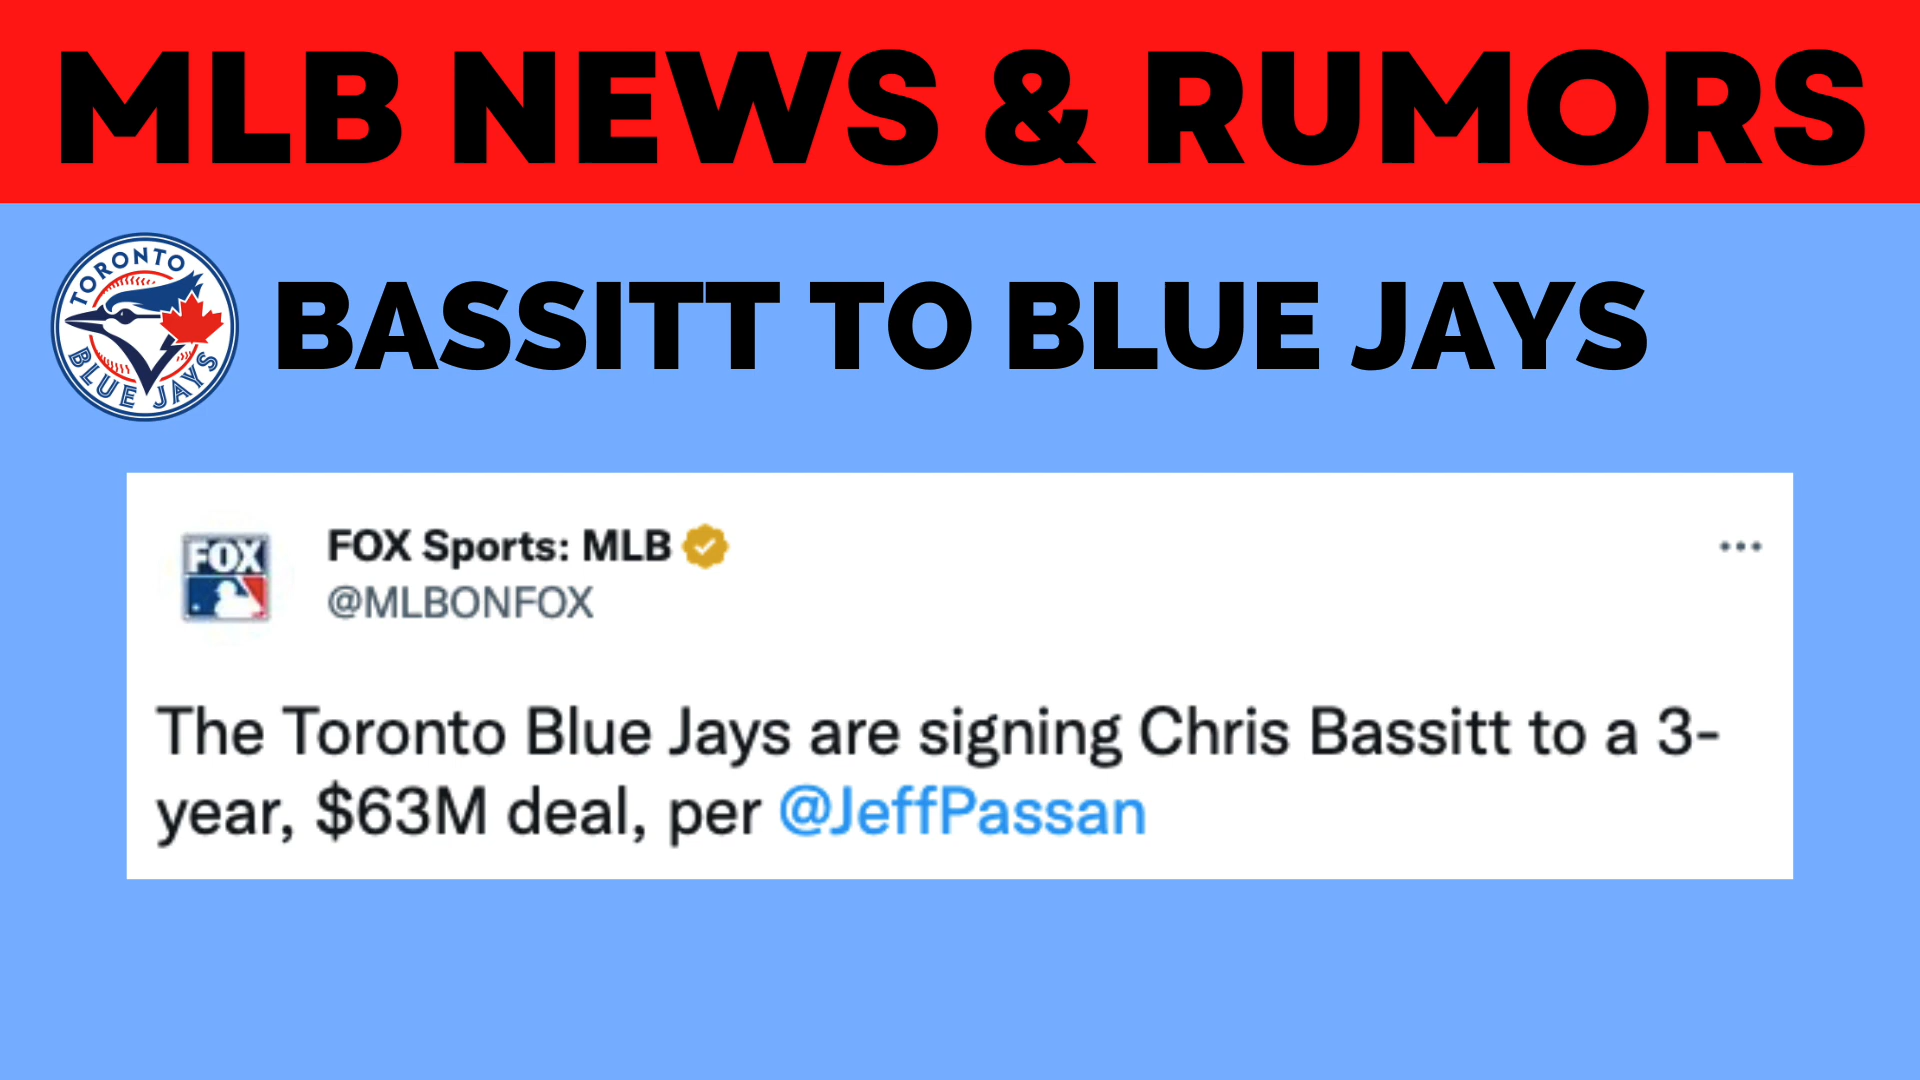 MLB NEWS & RUMORS
TORONTO
BLUE JAYS
BASSITT TO BLUE JAYS
FOX
FOX Sports: MLB
@MLBONFOX
The Toronto Blue Jays are signing Chris Bassitt to a 3-
year, $63M deal, per @JeffPassan